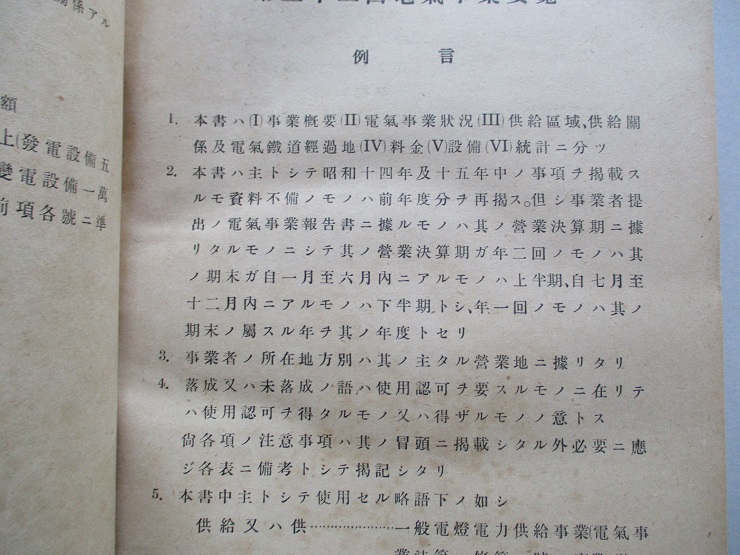 係アル
額
上(發電設備五
變電設備一萬
前項各號ニ準
電氣事業要覽
例言
1. 本書ハ(I)事業概要(II)電氣事業狀況(III)供給區域、供給關
係及電氣鐵道經過地(IV)料金(V)設備(VI)統計ニ分ツ
2. 本書ハ主トシテ昭和十四年及十五年中ノ事項ヲ掲載ス
ルモ資料不備ノモノハ前年度分ヲ再揭ス。但シ事業者提
出ノ電氣事業報告書ニ據ルモノハ其ノ營業決算期ニ據
リタルモノニシテ其ノ營業決算期ガ年二回ノモノハ其
ノ期末ガ自一月至六月內ニアルモノハ上半期、自七月至
十二月內ニアルモノハ下半期トシ、年一回ノモノハ其ノ
期末ノ屬スル年ヲ其ノ年度トセリ
3. 事業者ノ所在地方別ハ其ノ主タル營業地ニ據リタリ
4. 落成又ハ未落成ノ語ハ使用認可ヲ要スルモノニ在リテ
ハ使用認可ヲ得タルモノ又ハ得ザルモノノ意トス
尙各項ノ注意事項ハ其ノ冒頭ニ揭載シタル外必要ニ應
ジ各表ニ備考トシテ揭記シタリ
5. 本書中主トシテ使用セル略語下ノ如シ
供給又ハ供…………………一般電燈電力供給事業(電氣事